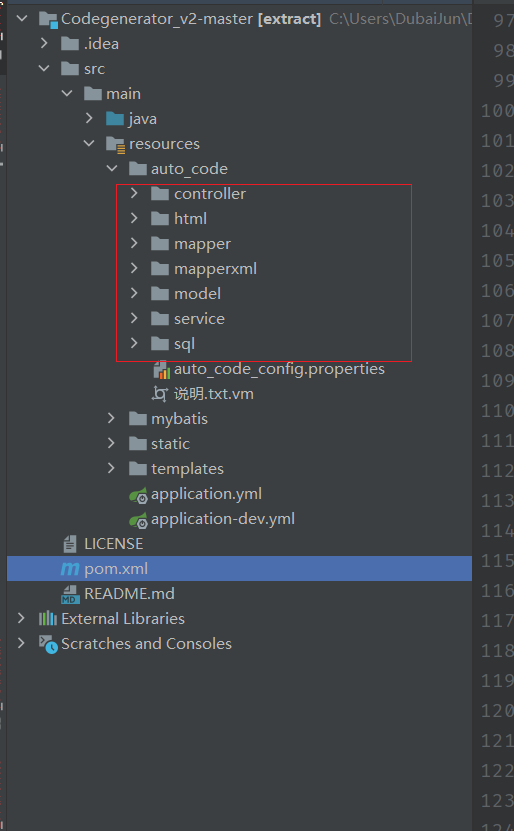 Codegenerator_v2-master [extract] C:\Users\DubaiJun\D
.idea
src
main
java
resources
auto_code
controller
html
mapper
mapperxml
model
service
sql
auto_code_config.properties
说明.txt.vm
mybatis
static
templates
application.yml
application-dev.yml
LICENSE
pom.xml
README.md
External Libraries
Scratches and Consoles
97
98
99
100
101
102
103
104
105
106
107
108
109
110
111
112
113
114
115
116
117
118
119
120
121
122
123
124